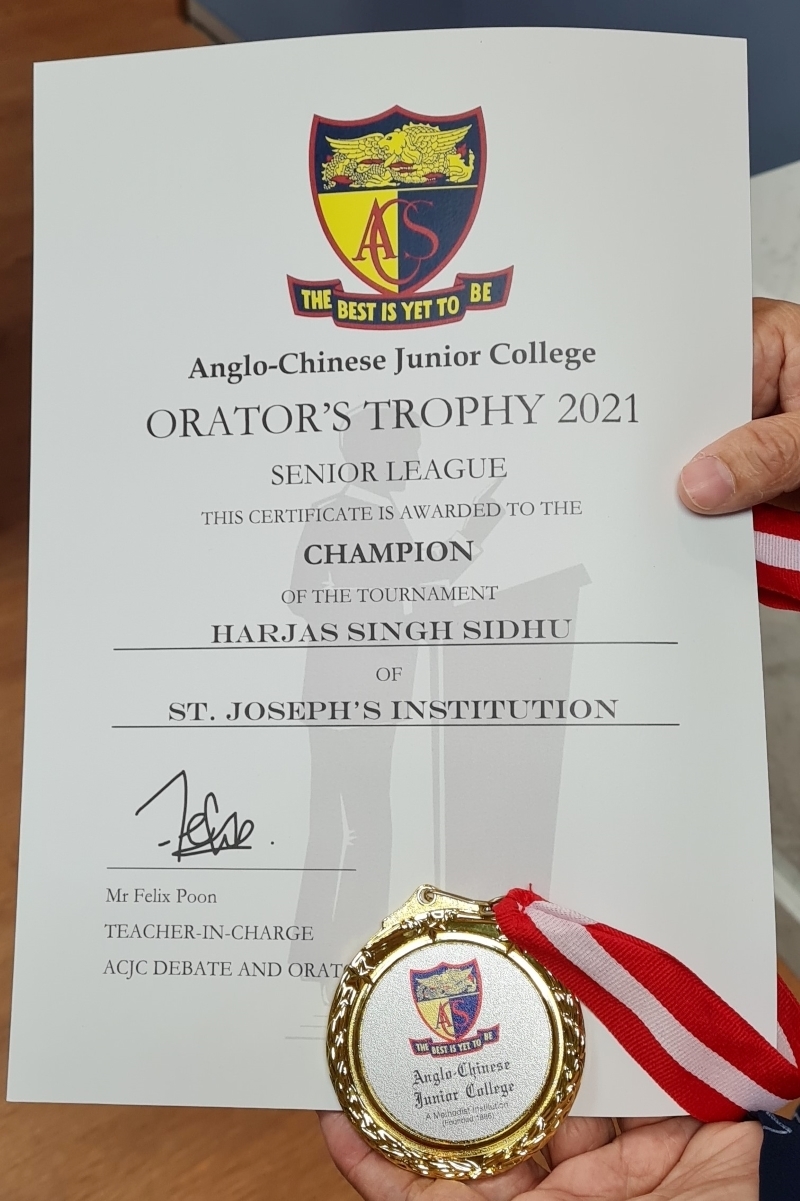 ACS
THE BEST IS YET TO BE
Anglo-Chinese Junior College
ORATOR'S TROPHY 2021
SENIOR LEAGUE
THIS CERTIFICATE IS AWARDED TO THE
CHAMPION
OF THE TOURNAMENT
HARJAS SINGH SIDHU
OF
ST. JOSEPH'S INSTITUTION
Mr Felix Poon
TEACHER-IN-CHARGE
ACJC DEBATE AND ORAT
ACS
THE BEST IS YET TO BE
Anglo-Chinese
Junior College
A Methodist Institution
(Founded 1886)